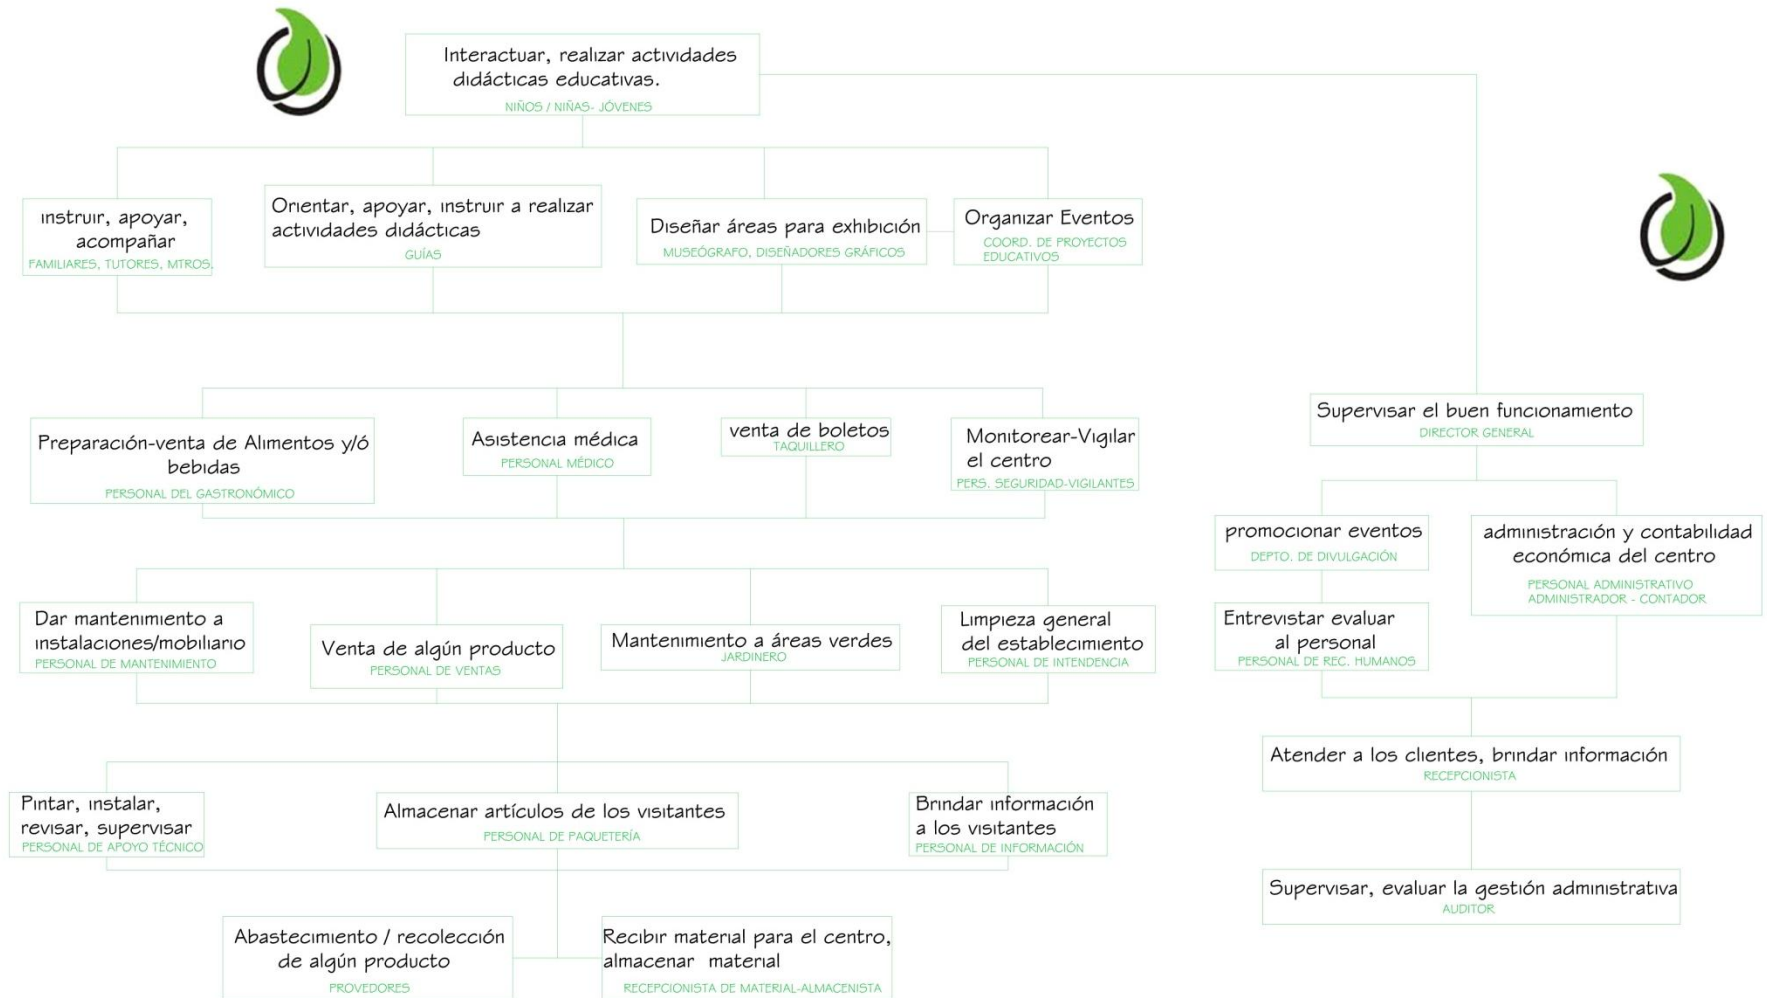 Interactuar, realizar actividades
didácticas educativas.
NIÑOS / NIÑAS- JÓVENES
instruir, apoyar,
acompañar
FAMILIARES, TUTORES, MTROS.
Orientar, apoyar, instruir a realizar
actividades didácticas
GUÍAS
Diseñar áreas para exhibición
MUSEÓGRAFO, DISEÑADORES GRÁFICOS
Organizar Eventos
COORD. DE PROYECTOS
EDUCATIVOS
Preparación-venta de Alimentos y/ó
bebidas
PERSONAL DEL GASTRONÓMICO
Asistencia médica
PERSONAL MÉDICO
venta de boletos
TAQUILLERO
Monitorear-Vigilar
el centro
PERS. SEGURIDAD-VIGILANTES
Dar mantenimiento a
instalaciones/mobiliario
PERSONAL DE MANTENIMIENTO
Venta de algún producto
PERSONAL DE VENTAS
Mantenimiento a áreas verdes
JARDINERO
Limpieza general
del establecimiento
PERSONAL DE INTENDENCIA
Pintar, instalar,
revisar, supervisar
PERSONAL DE APOYO TÉCNICO
Almacenar artículos de los visitantes
PERSONAL DE PAQUETERÍA
Brindar información
a los visitantes
PERSONAL DE INFORMACIÓN
Abastecimiento / recolección
de algún producto
PROVEDORES
Recibir material para el centro,
almacenar material
RECEPCIONISTA DE MATERIAL-ALMACENISTA
Supervisar el buen funcionamiento
DIRECTOR GENERAL
promocionar eventos
DEPTO. DE DIVULGACIÓN
administración y contabilidad
económica del centro
PERSONAL ADMINISTRATIVO
ADMINISTRADOR - CONTADOR
Entrevistar evaluar
al personal
PERSONAL DE REC. HUMANOS
Atender a los clientes, brindar información
RECEPCIONISTA
Supervisar, evaluar la gestión administrativa
AUDITOR